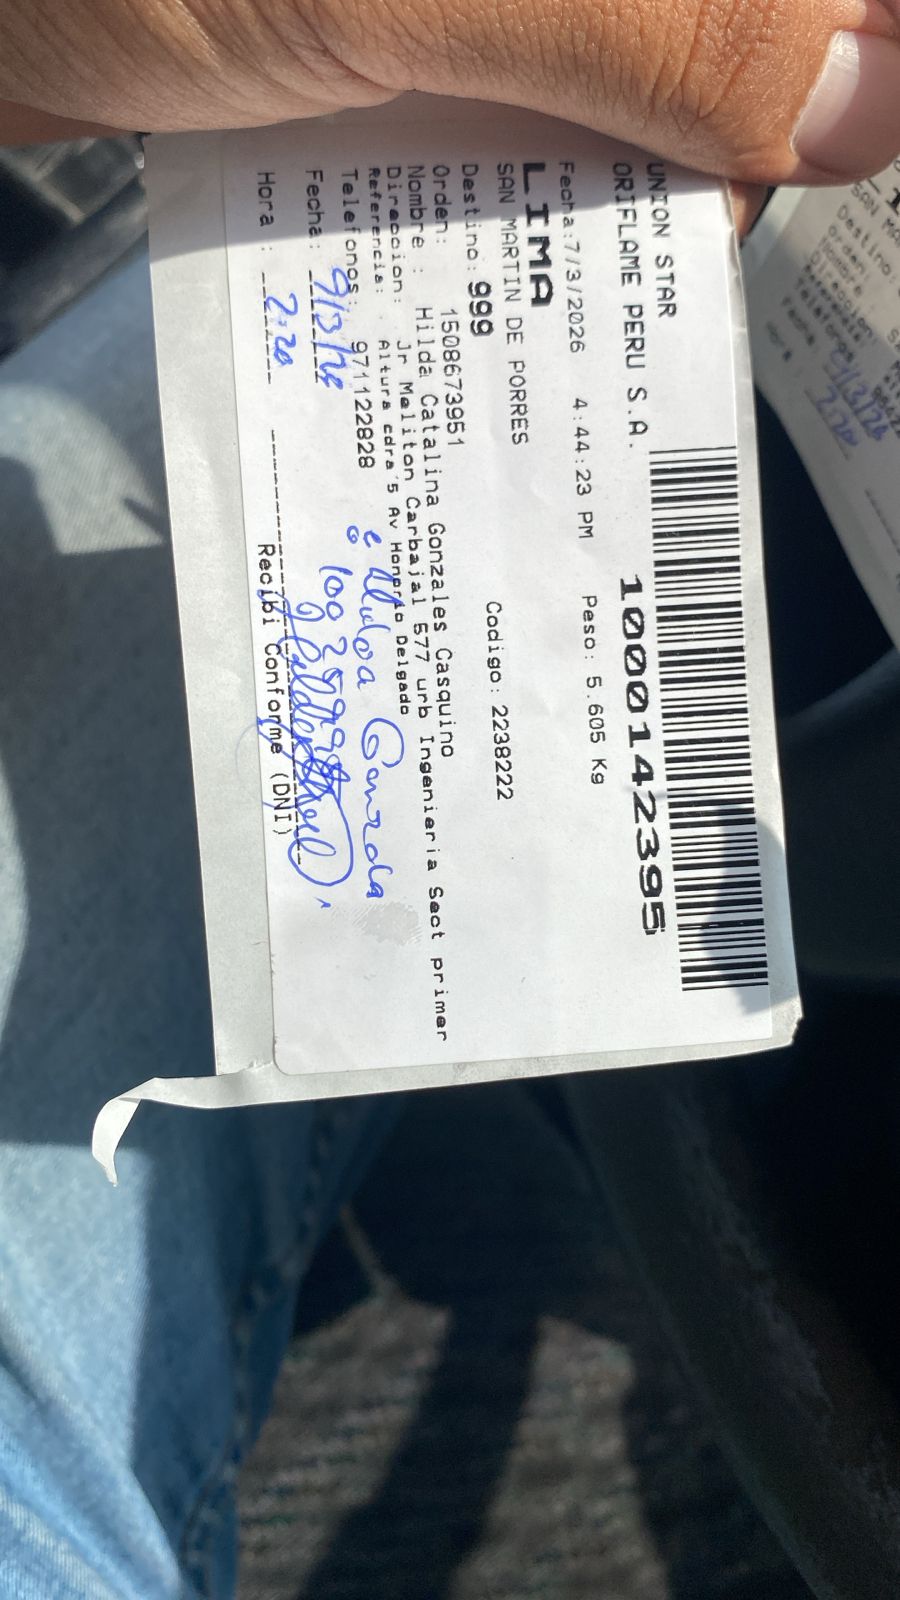 UNION STAR
ORIFLAME PERU S.A. 1000142395
Fecha:7/3/2026 4:44:23 PM Peso: 5.605 Kg
LIMA
SAN MARTIN DE PORRES
Destino: 999 Codigo: 2238222
Orden: 1508673951
Nombre : Hilda Catalina Gonzales Casquino
Direccion: Jr Meliton Carbajal 577 urb Ingenieria Sect primer
Referencia: Altura cdra 5 Av Honorio Delgado
Telefonos: 971122828
Fecha: 9/3/26
Hora : 2:20 Recibi Conforme (DNI)
SAN
Destino: